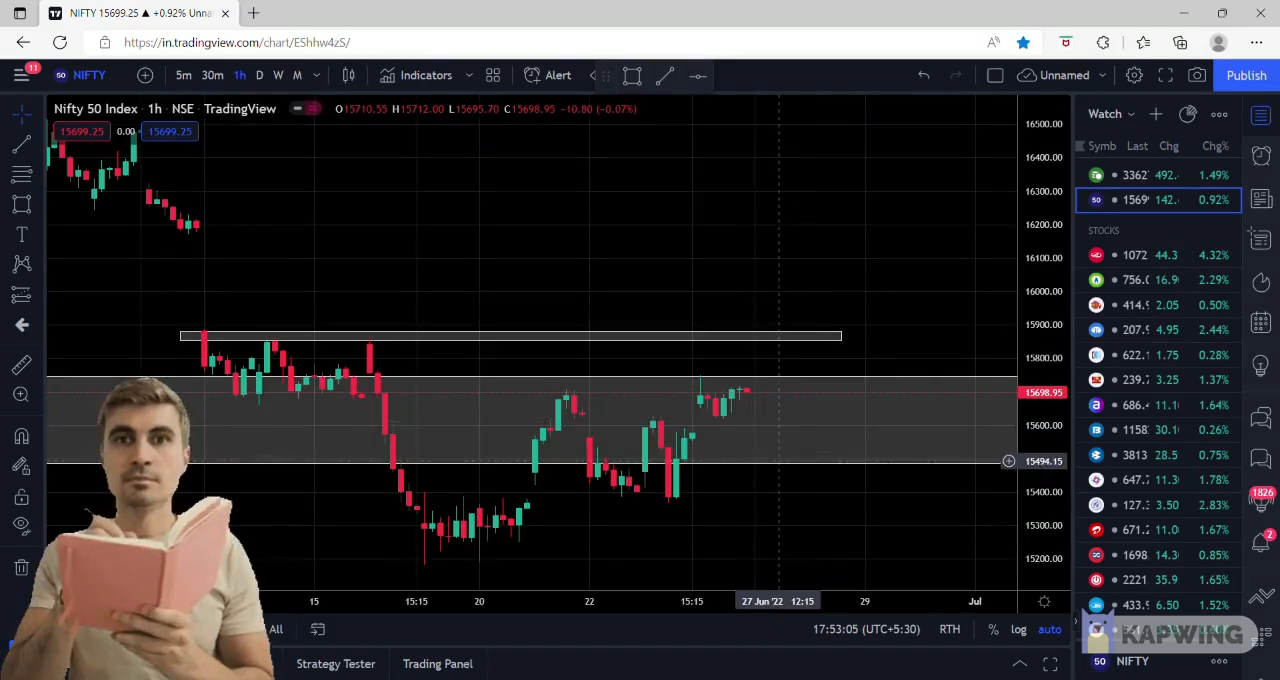 NIFTY 15699.25 ▲ +0.92% Unna
https://in.tradingview.com/chart/EShhw4zS/
11
50 NIFTY 5m 30m 1h D W M Indicators Alert Unnamed Publish
Nifty 50 Index · 1h · NSE · TradingView O15710.55 H15712.00 L15695.70 C15698.95 -10.80 (-0.07%)
15699.25 0.00 15699.25
16500.00
16400.00
16300.00
16200.00
16100.00
16000.00
15900.00
15800.00
15698.95
15600.00
15494.15
15400.00
15300.00
15200.00
15 15:15 20 22 15:15 27 Jun '22 12:15 29 Jul
All 17:53:05 (UTC+5:30) RTH % log auto
Strategy Tester Trading Panel
Watch
Symb Last Chg Chg%
3362 492. 1.49%
50 1569 142. 0.92%
STOCKS
1072 44.3 4.32%
756.0 16.9 2.29%
414.9 2.05 0.50%
207.9 4.95 2.44%
622.1 1.75 0.28%
239.7 3.25 1.37%
686.4 11.1 1.64%
1158 30.1 0.26%
3813 28.5 0.75%
647. 11.3 1.78%
127.3 3.50 2.83%
671.2 11.0 1.67%
1698 14.3 0.85%
2221 35.9 1.65%
433.9 6.50 1.52%
50 NIFTY
1826
2
KAPWING